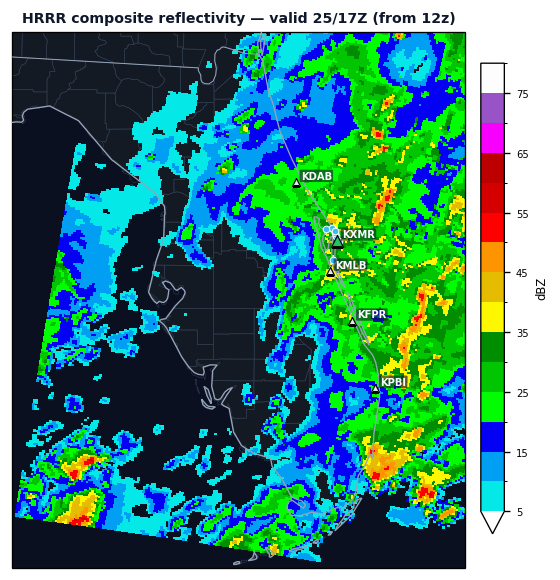 HRRR composite reflectivity — valid 25/17Z (from 12z)
KDAB
KXMR
KMLB
KFPR
KPBI
75
65
55
45
35
25
15
5
dBZ